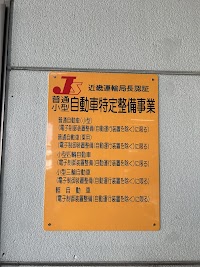 JS 近畿運輸局長認証
普通
小型 自動車特定整備事業
普通自動車(小型)
(電子制御装置整備(自動運行装置を除く)に限る)
普通自動車(乗用)
(電子制御装置整備(自動運行装置を除く)に限る)
小型四輪自動車
(電子制御装置整備(自動運行装置を除く)に限る)
小型三輪自動車
(電子制御装置整備(自動運行装置を除く)に限る)
軽自動車
(電子制御装置整備(自動運行装置を除く)に限る)